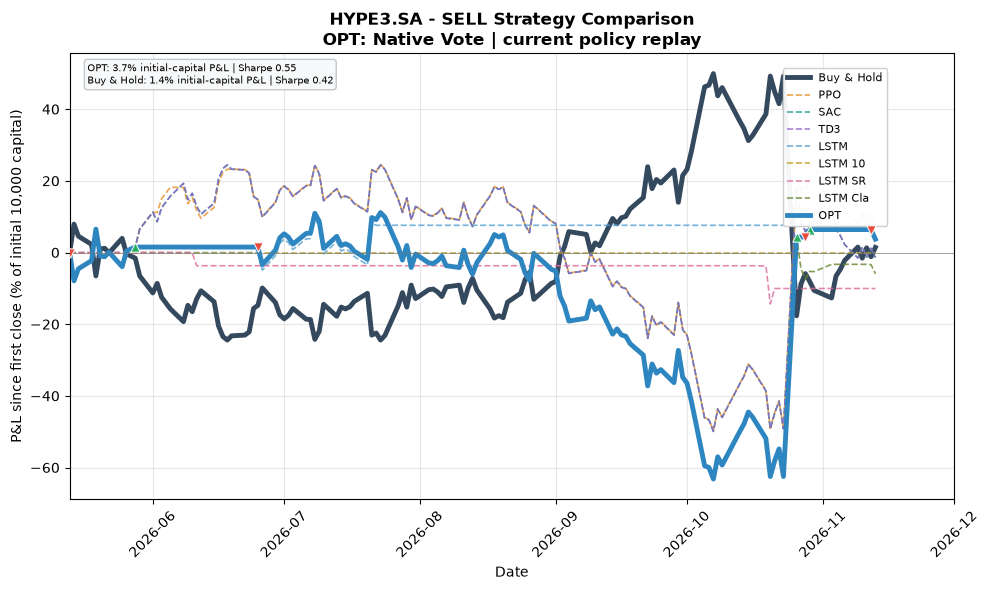 HYPE3.SA - SELL Strategy Comparison
OPT: Native Vote | current policy replay
OPT: 3.7% initial-capital P&L | Sharpe 0.55
Buy & Hold: 1.4% initial-capital P&L | Sharpe 0.42
Buy & Hold
PPO
SAC
TD3
LSTM
LSTM 10
LSTM SR
LSTM Cla
OPT
P&L since first close (% of initial 10,000 capital)
40
20
0
−20
−40
−60
2026-06
2026-07
2026-08
2026-09
2026-10
2026-11
2026-12
Date